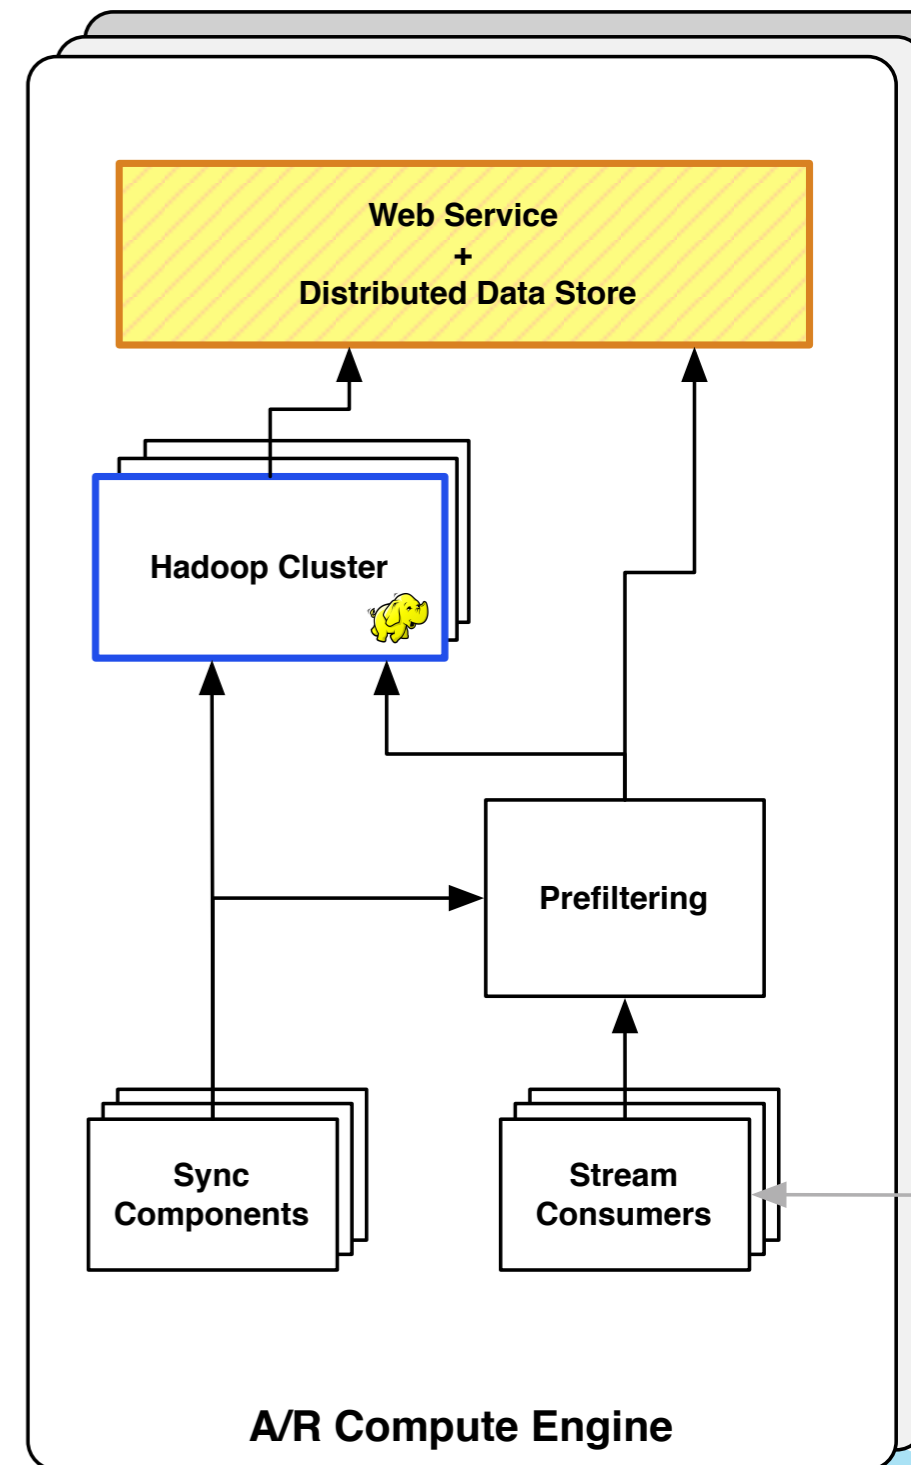 Web Service
+
Distributed Data Store
Hadoop Cluster
Prefiltering
Sync
Components
Stream
Consumers
A/R Compute Engine